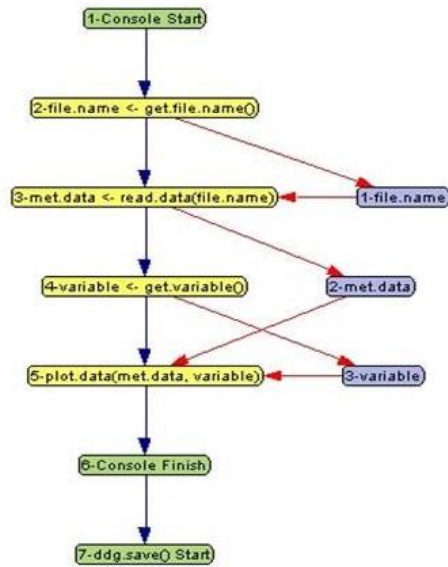 1-Console Start
2-file.name <- get.file.name()
3-met.data <- read.data(file.name)
1-file.name
4-variable <- get.variable()
2-met.data
5-plot.data(met.data, variable)
3-variable
6-Console Finish
7-ddg.save() Start